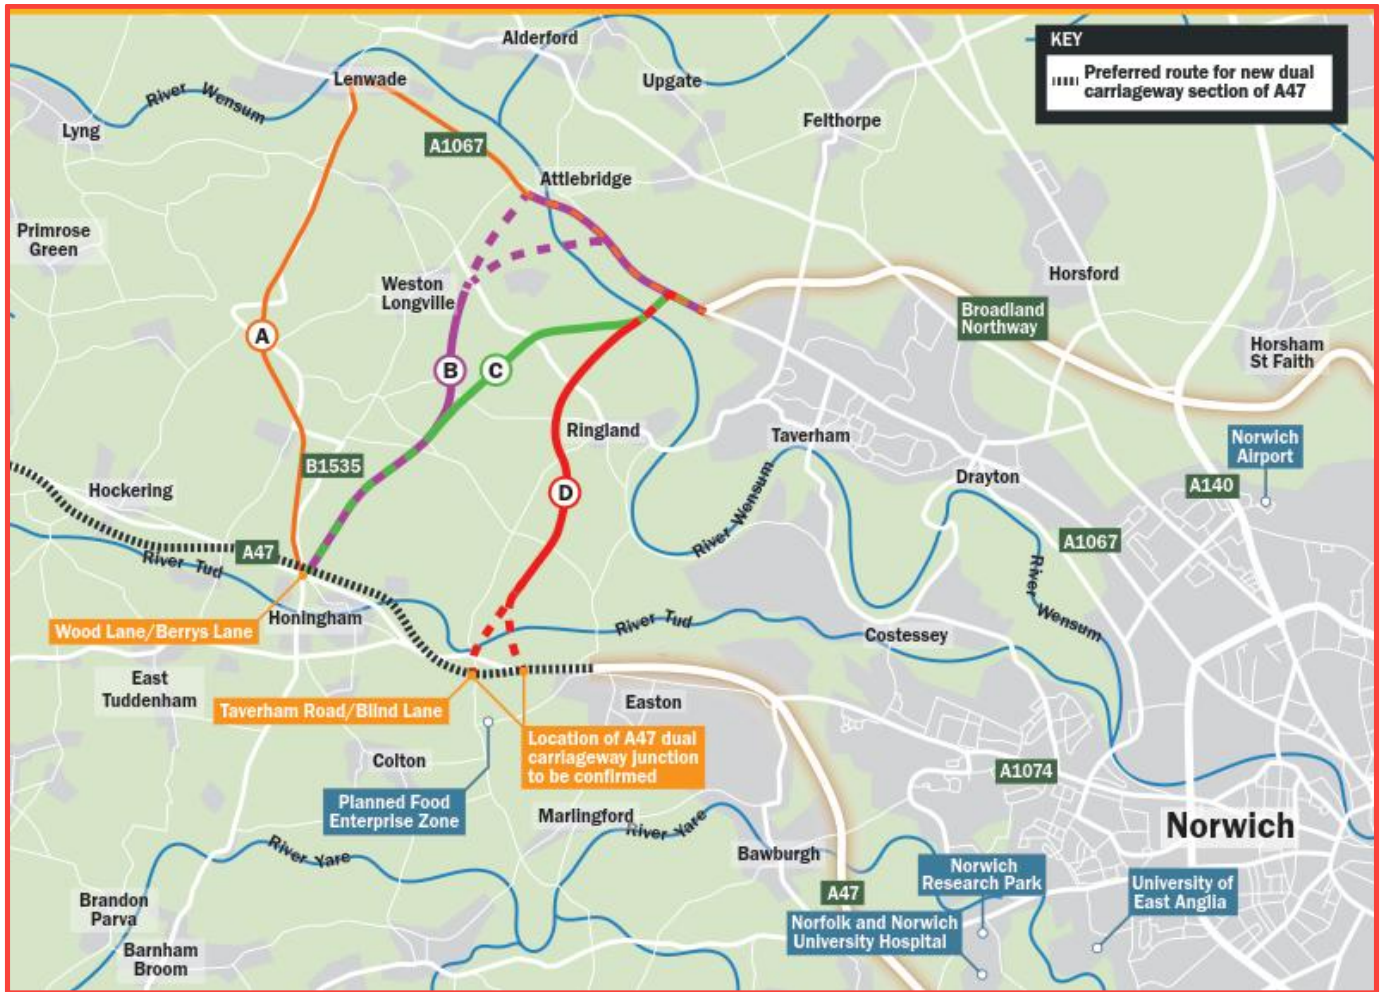 KEY
Preferred route for new dual
carriageway section of A47
Alderford
Lenwade
Upgate
River Wensum
Lyng
Felthorpe
A1067
Attlebridge
Primrose
Green
Weston
Longville
Horsford
Broadland
Northway
A
Horsham
St Faith
B
C
Ringland
Taverham
Norwich
Airport
B1535
Hockering
D
Drayton
A140
River Wensum
A47
A1067
River Tud
River Wensum
Honingham
Wood Lane/Berrys Lane
River Tud
Costessey
East
Tuddenham
Taverham Road/Blind Lane
Easton
Location of A47 dual
carriageway junction
to be confirmed
Colton
A1074
Planned Food
Enterprise Zone
Marlingford
River Yare
Norwich
River Yare
Bawburgh
Norwich
Research Park
University of
East Anglia
A47
Brandon
Parva
Norfolk and Norwich
University Hospital
Barnham
Broom